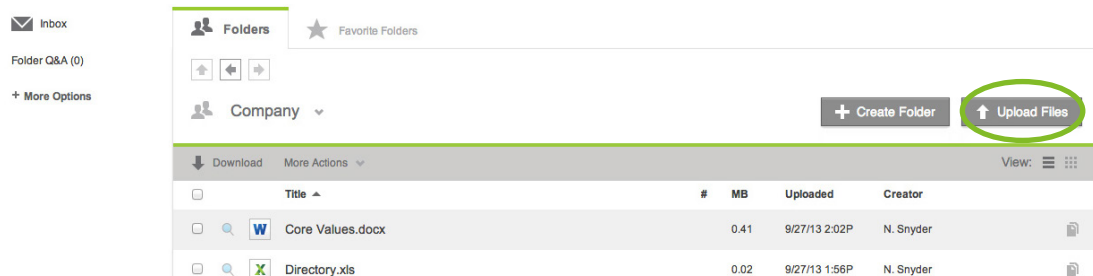 Inbox
Folder Q&A (0)
+ More Options
Folders
Favorite Folders
Company
+ Create Folder
Upload Files
Download
More Actions
View:
Title
#
MB
Uploaded
Creator
W
Core Values.docx
0.41
9/27/13 2:02P
N. Snyder
X
Directory.xls
0.02
9/27/13 1:56P
N. Snyder